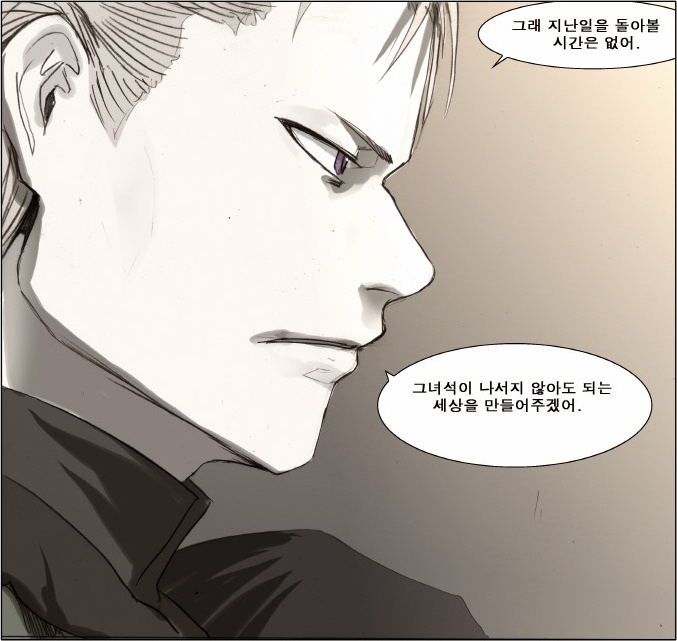 그래 지난일을 돌아볼
시간은 없어.
그녀석이 나서지 않아도 되는
세상을 만들어주겠어.